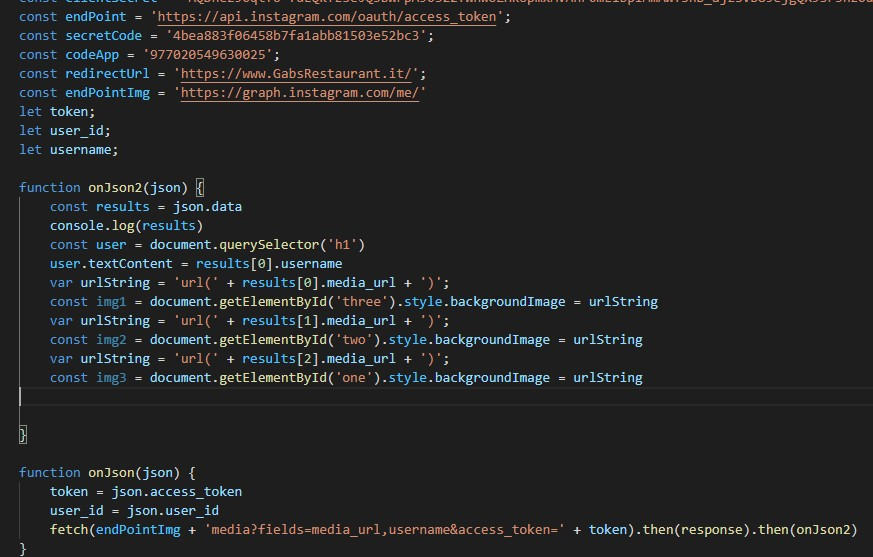 const endPoint = 'https://api.instagram.com/oauth/access_token';
const secretCode = '4bea883f06458b7fa1abb81503e52bc3';
const codeApp = '977020549630025';
const redirectUrl = 'https://www.GabsRestaurant.it/';
const endPointImg = 'https://graph.instagram.com/me/'
let token;
let user_id;
let username;
function onJson2(json) {
const results = json.data
console.log(results)
const user = document.querySelector('h1')
user.textContent = results[0].username
var urlString = 'url(' + results[0].media_url + ')';
const img1 = document.getElementById('three').style.backgroundImage = urlString
var urlString = 'url(' + results[1].media_url + ')';
const img2 = document.getElementById('two').style.backgroundImage = urlString
var urlString = 'url(' + results[2].media_url + ')';
const img3 = document.getElementById('one').style.backgroundImage = urlString
}
function onJson(json) {
token = json.access_token
user_id = json.user_id
fetch(endPointImg + 'media?fields=media_url,username&access_token=' + token).then(response).then(onJson2)
}